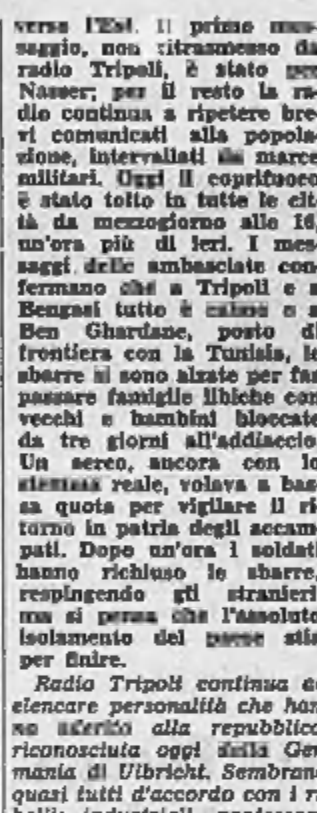 verso l'Est. Il primo mes-
saggio, non ritrasmesso da
radio Tripoli, è stato per
Nasser; per il resto la ra-
dio continua a ripetere bre-
vi comunicati alla popola-
zione, intervallati da marce
militari. Oggi il coprifuoco
è stato tolto in tutte le cit-
tà da mezzogiorno alle 16,
un'ora più di ieri. I mes-
saggi delle ambasciate con-
fermano che a Tripoli e a
Bengasi tutto è calmo e a
Ben Ghardane, posto di
frontiera con la Tunisia, le
sbarre si sono alzate per far
passare famiglie libiche con
vecchi e bambini bloccate
da tre giorni all'addiaccio.
Un aereo, ancora con lo
stemma reale, volava a bas-
sa quota per vigilare il ri-
torno in patria degli accam-
pati. Dopo un'ora i soldati
hanno richiuso le sbarre,
respingendo gli stranieri
ma si pensa che l'assoluto
isolamento del paese stia
per finire.
Radio Tripoli continua ad
elencare personalità che han-
no aderito alla repubblica
riconosciuta oggi dalla Ger-
mania di Ulbricht. Sembrano
quasi tutti d'accordo con i ri-